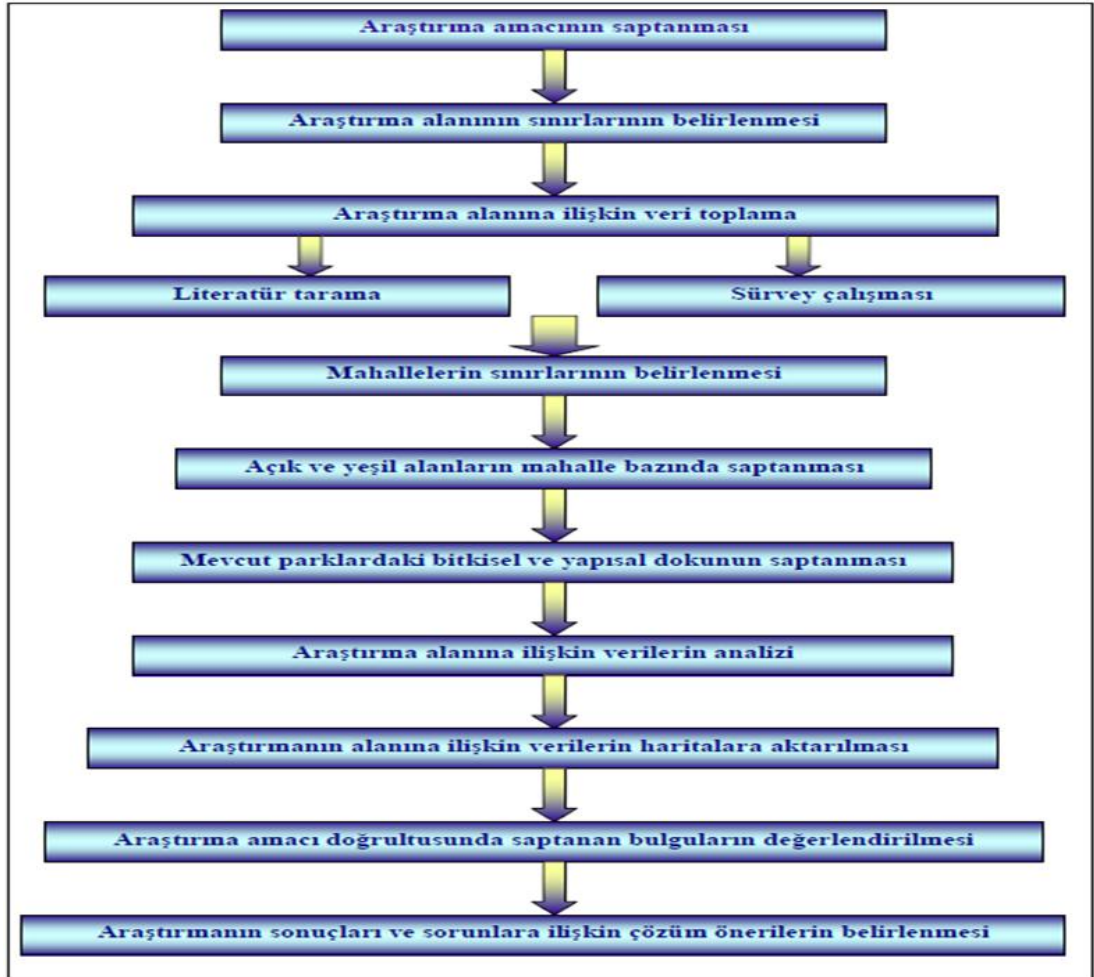 Araştırma amacının saptanması
Araştırma alanının sınırlarının belirlenmesi
Araştırma alanına ilişkin veri toplama
Literatür tarama
Sürvey çalışması
Mahallelerin sınırlarının belirlenmesi
Açık ve yeşil alanların mahalle bazında saptanması
Mevcut parklardaki bitkisel ve yapısal dokunun saptanması
Araştırma alanına ilişkin verilerin analizi
Araştırmanın alanına ilişkin verilerin haritalara aktarılması
Araştırma amacı doğrultusunda saptanan bulguların değerlendirilmesi
Araştırmanın sonuçları ve sorunlara ilişkin çözüm önerilerin belirlenmesi